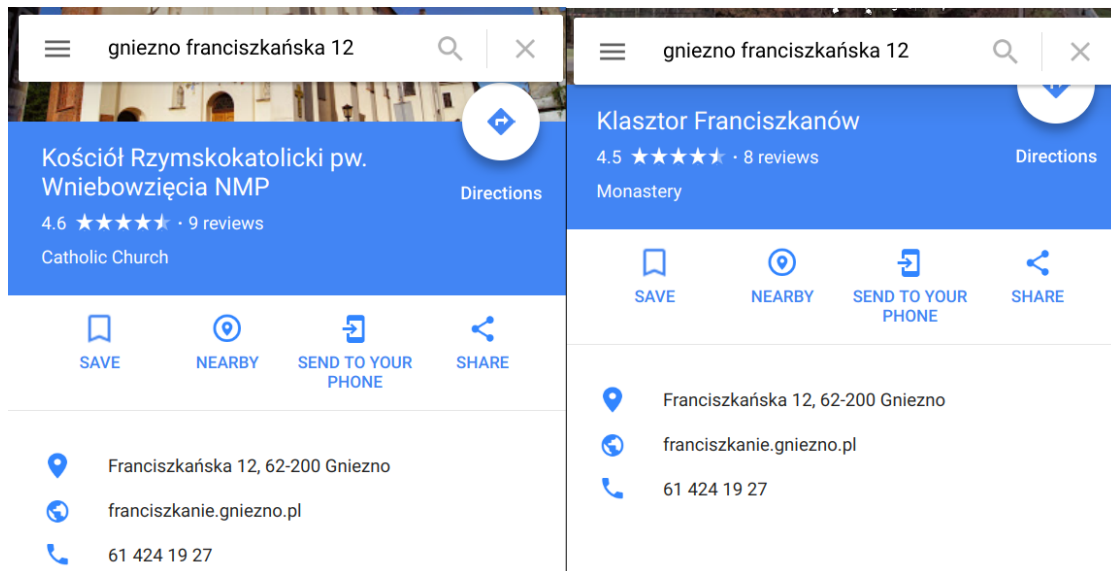 gniezno franciszkańska 12
Kościół Rzymskokatolicki pw.
Wniebowzięcia NMP
Directions
4.6 · 9 reviews
Catholic Church
SAVE
NEARBY
SEND TO YOUR
PHONE
SHARE
Franciszkańska 12, 62-200 Gniezno
franciszkanie.gniezno.pl
61 424 19 27
gniezno franciszkańska 12
Klasztor Franciszkanów
4.5 · 8 reviews
Directions
Monastery
SAVE
NEARBY
SEND TO YOUR
PHONE
SHARE
Franciszkańska 12, 62-200 Gniezno
franciszkanie.gniezno.pl
61 424 19 27